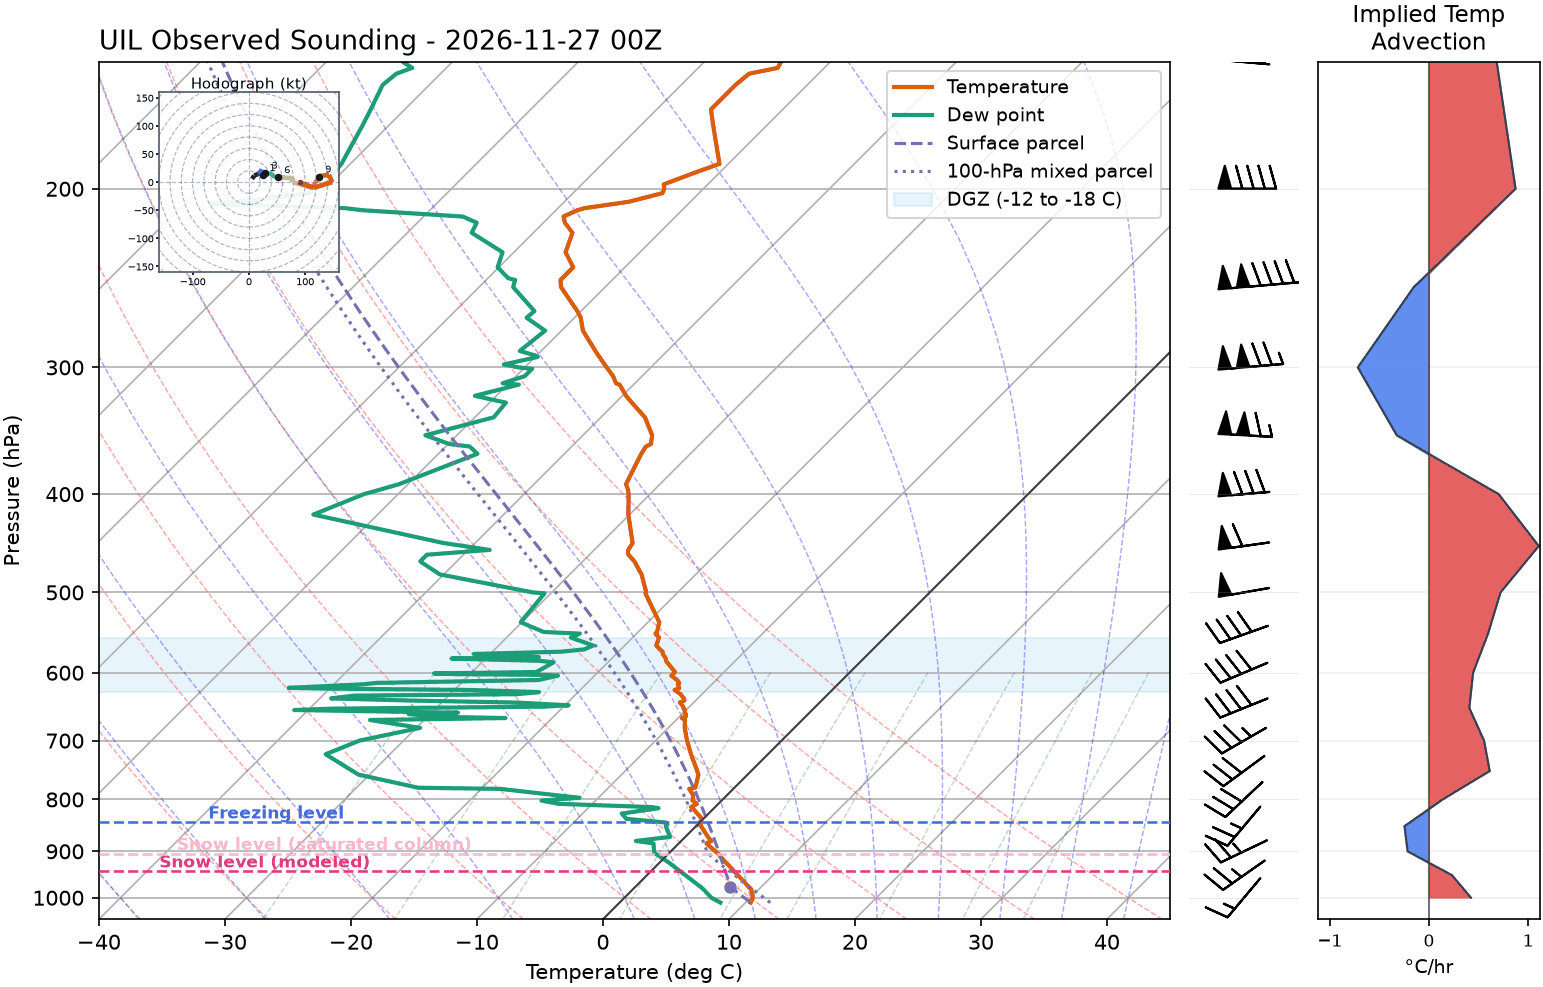 UIL Observed Sounding - 2026-11-27 00Z
Implied Temp
Advection
Hodograph (kt)
150
100
50
0
−50
−100
−150
−100
0
100
3
6
9
Temperature
Dew point
Surface parcel
100-hPa mixed parcel
DGZ (-12 to -18 C)
200
300
400
500
600
700
800
900
1000
Pressure (hPa)
Freezing level
Snow level (saturated column)
Snow level (modeled)
−40
−30
−20
−10
0
10
20
30
40
Temperature (deg C)
−1
0
1
°C/hr